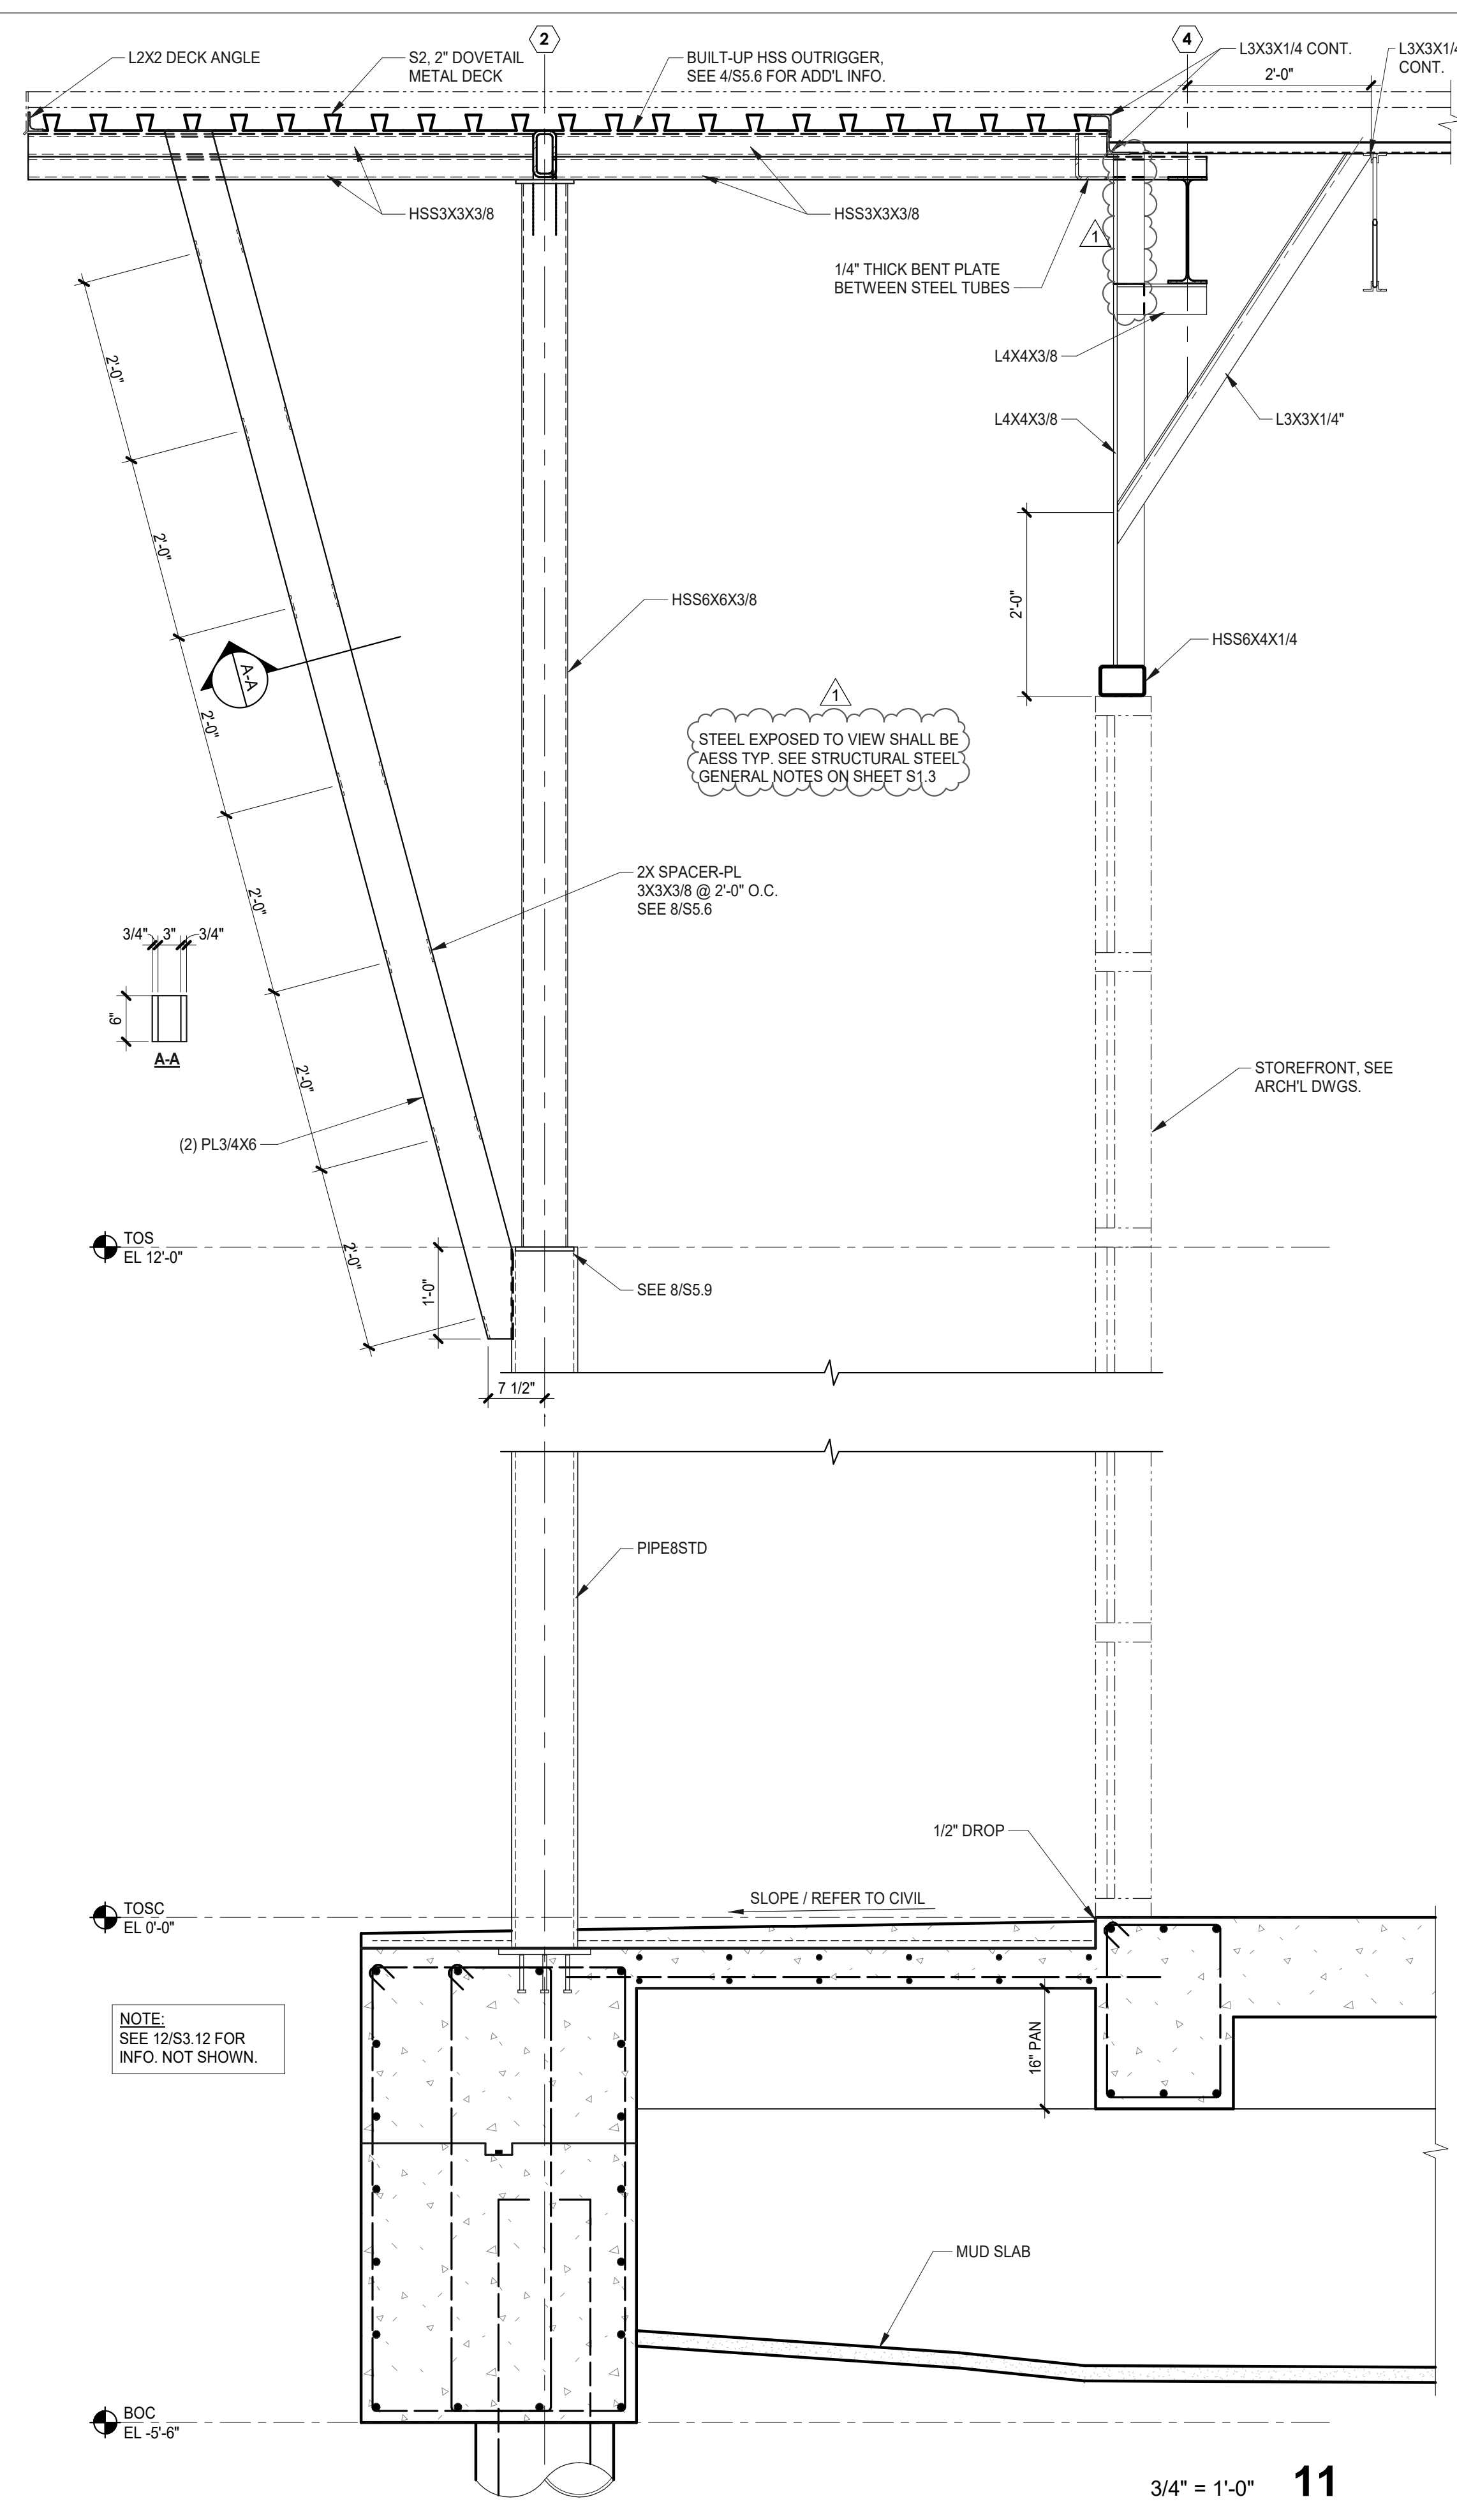 2
4
L2X2 DECK ANGLE
S2, 2" DOVETAIL
METAL DECK
BUILT-UP HSS OUTRIGGER,
SEE 4/S5.6 FOR ADD'L INFO.
L3X3X1/4 CONT.
L3X3X1/4
CONT.
2'-0"
HSS3X3X3/8
HSS3X3X3/8
1
1/4" THICK BENT PLATE
BETWEEN STEEL TUBES
L4X4X3/8
2'-0"
L4X4X3/8
L3X3X1/4"
2'-0"
2'-0"
HSS6X6X3/8
HSS6X4X1/4
A-A
2'-0"
1
STEEL EXPOSED TO VIEW SHALL BE
AESS TYP. SEE STRUCTURAL STEEL
GENERAL NOTES ON SHEET S1.3
2X SPACER-PL
3X3X3/8 @ 2'-0" O.C.
SEE 8/S5.6
2'-0"
3/4"
3"
3/4"
6"
A-A
2'-0"
STOREFRONT, SEE
ARCH'L DWGS.
(2) PL3/4X6
TOS
EL 12'-0"
2'-0"
1'-0"
SEE 8/S5.9
7 1/2"
PIPE8STD
1/2" DROP
SLOPE / REFER TO CIVIL
TOSC
EL 0'-0"
NOTE:
SEE 12/S3.12 FOR
INFO. NOT SHOWN.
16" PAN
MUD SLAB
BOC
EL -5'-6"
3/4" = 1'-0"
11